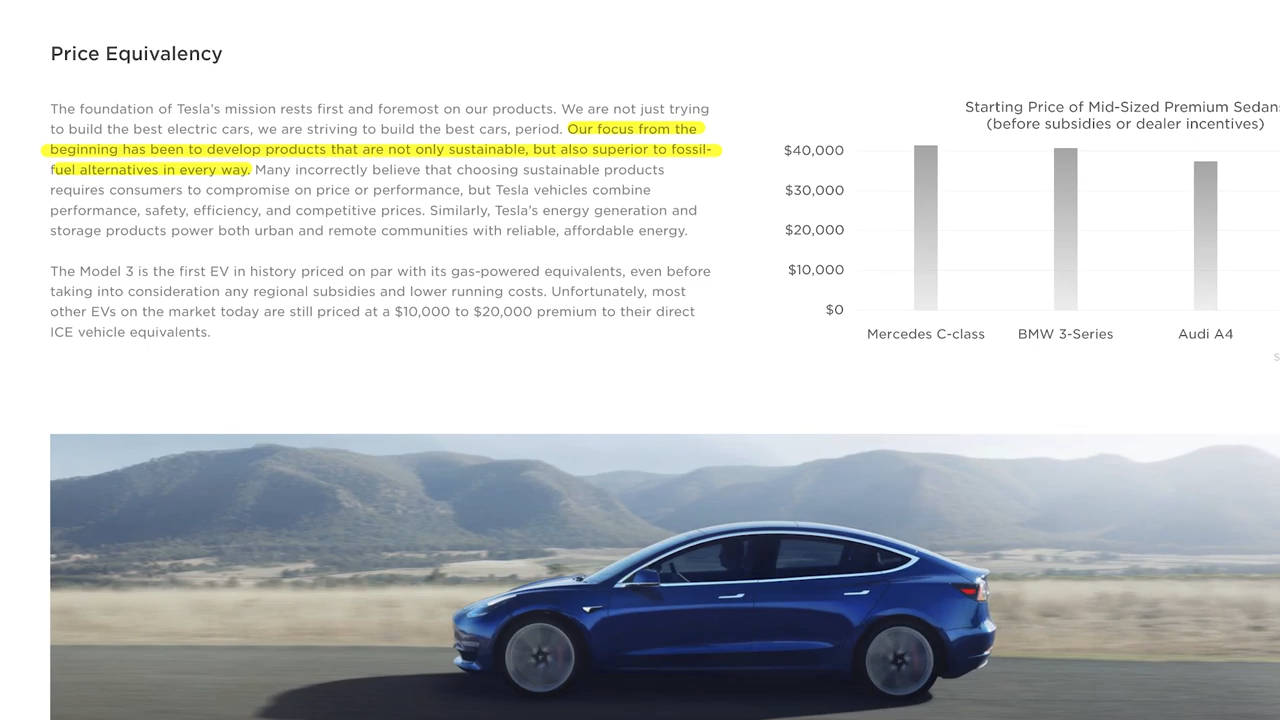 Price Equivalency
The foundation of Tesla's mission rests first and foremost on our products. We are not just trying
to build the best electric cars, we are striving to build the best cars, period. Our focus from the
beginning has been to develop products that are not only sustainable, but also superior to fossil-
fuel alternatives in every way. Many incorrectly believe that choosing sustainable products
requires consumers to compromise on price or performance, but Tesla vehicles combine
performance, safety, efficiency, and competitive prices. Similarly, Tesla's energy generation and
storage products power both urban and remote communities with reliable, affordable energy.
The Model 3 is the first EV in history priced on par with its gas-powered equivalents, even before
taking into consideration any regional subsidies and lower running costs. Unfortunately, most
other EVs on the market today are still priced at a $10,000 to $20,000 premium to their direct
ICE vehicle equivalents.
Starting Price of Mid-Sized Premium Sedans
(before subsidies or dealer incentives)
$40,000
$30,000
$20,000
$10,000
$0
Mercedes C-class BMW 3-Series Audi A4